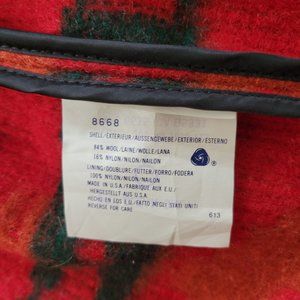 8668
SHELL/EXTERIEUR/AUSSENGEWEBE/EXTERIOR/ESTERNO
84% WOOL/LAINE/WOLLE/LANA
16% NYLON/NILON/NAILON
LINING/DOUBLURE/FUTTER/FORRO/FODERA
100% NYLON/NILON/NAILON
MADE IN U.S.A./FABRIQUE AUX E.U./
HERGESTELLT AUS U.S.A./
HECHO EN LOS E.U./FATTO NEGLI STATI UNITI
REVERSE FOR CARE
613